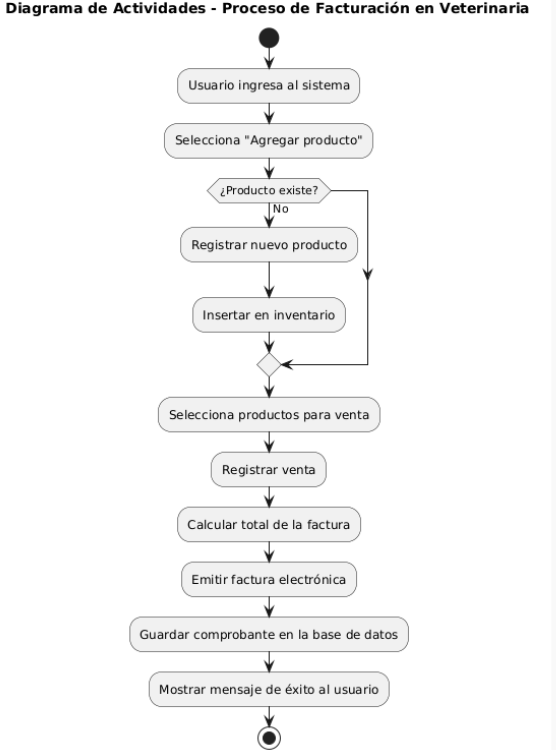 Diagrama de Actividades - Proceso de Facturación en Veterinaria
Usuario ingresa al sistema
Selecciona "Agregar producto"
¿Producto existe?
No
Registrar nuevo producto
Insertar en inventario
Selecciona productos para venta
Registrar venta
Calcular total de la factura
Emitir factura electrónica
Guardar comprobante en la base de datos
Mostrar mensaje de éxito al usuario